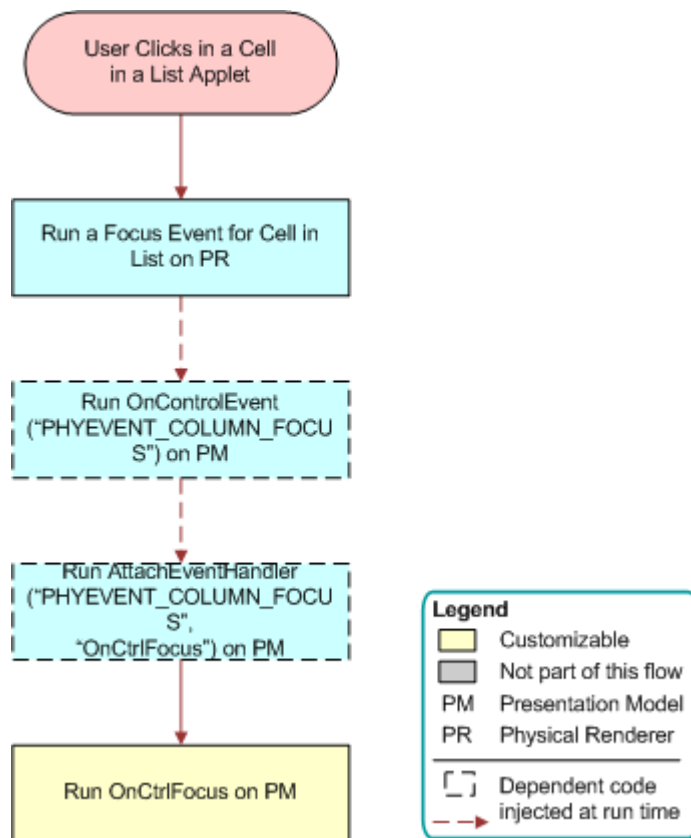 User Clicks in a Cell
in a List Applet
Run a Focus Event for Cell in
List on PR
Run OnControlEvent
(“PHYEVENT_COLUMN_FOCU
S”) on PM
Run AttachEventHandler
(“PHYEVENT_COLUMN_FOCU
S”,
“OnCtrlFocus”) on PM
Run OnCtrlFocus on PM
Legend
Customizable
Not part of this flow
PM Presentation Model
PR Physical Renderer
Dependent code
injected at run time